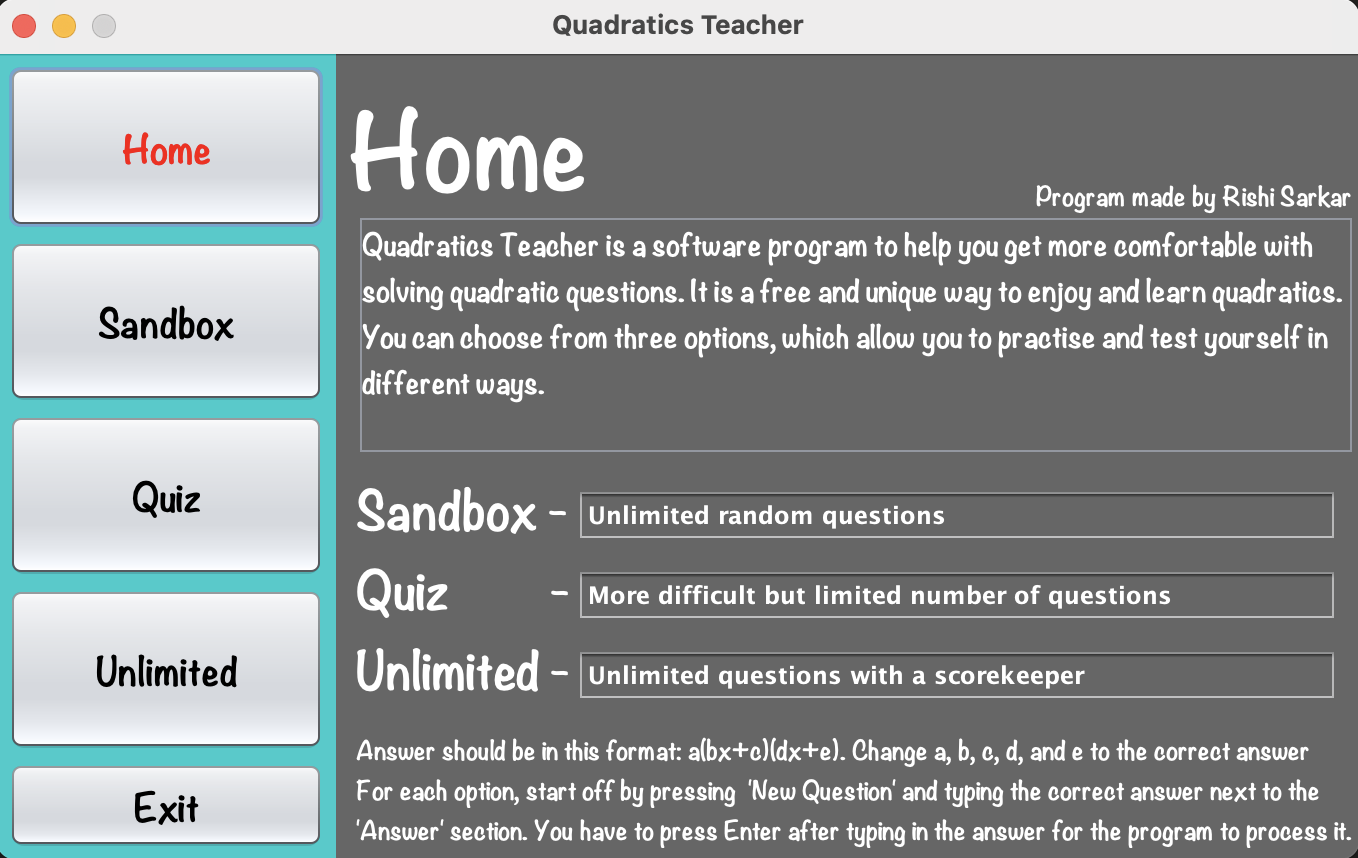 Quadratics Teacher
Home
Sandbox
Quiz
Unlimited
Exit
Home
Program made by Rishi Sarkar
Quadratics Teacher is a software program to help you get more comfortable with
solving quadratic questions. It is a free and unique way to enjoy and learn quadratics.
You can choose from three options, which allow you to practise and test yourself in
different ways.
Sandbox - Unlimited random questions
Quiz - More difficult but limited number of questions
Unlimited - Unlimited questions with a scorekeeper
Answer should be in this format: a(bx+c)(dx+e). Change a, b, c, d, and e to the correct answer
For each option, start off by pressing 'New Question' and typing the correct answer next to the
'Answer' section. You have to press Enter after typing in the answer for the program to process it.